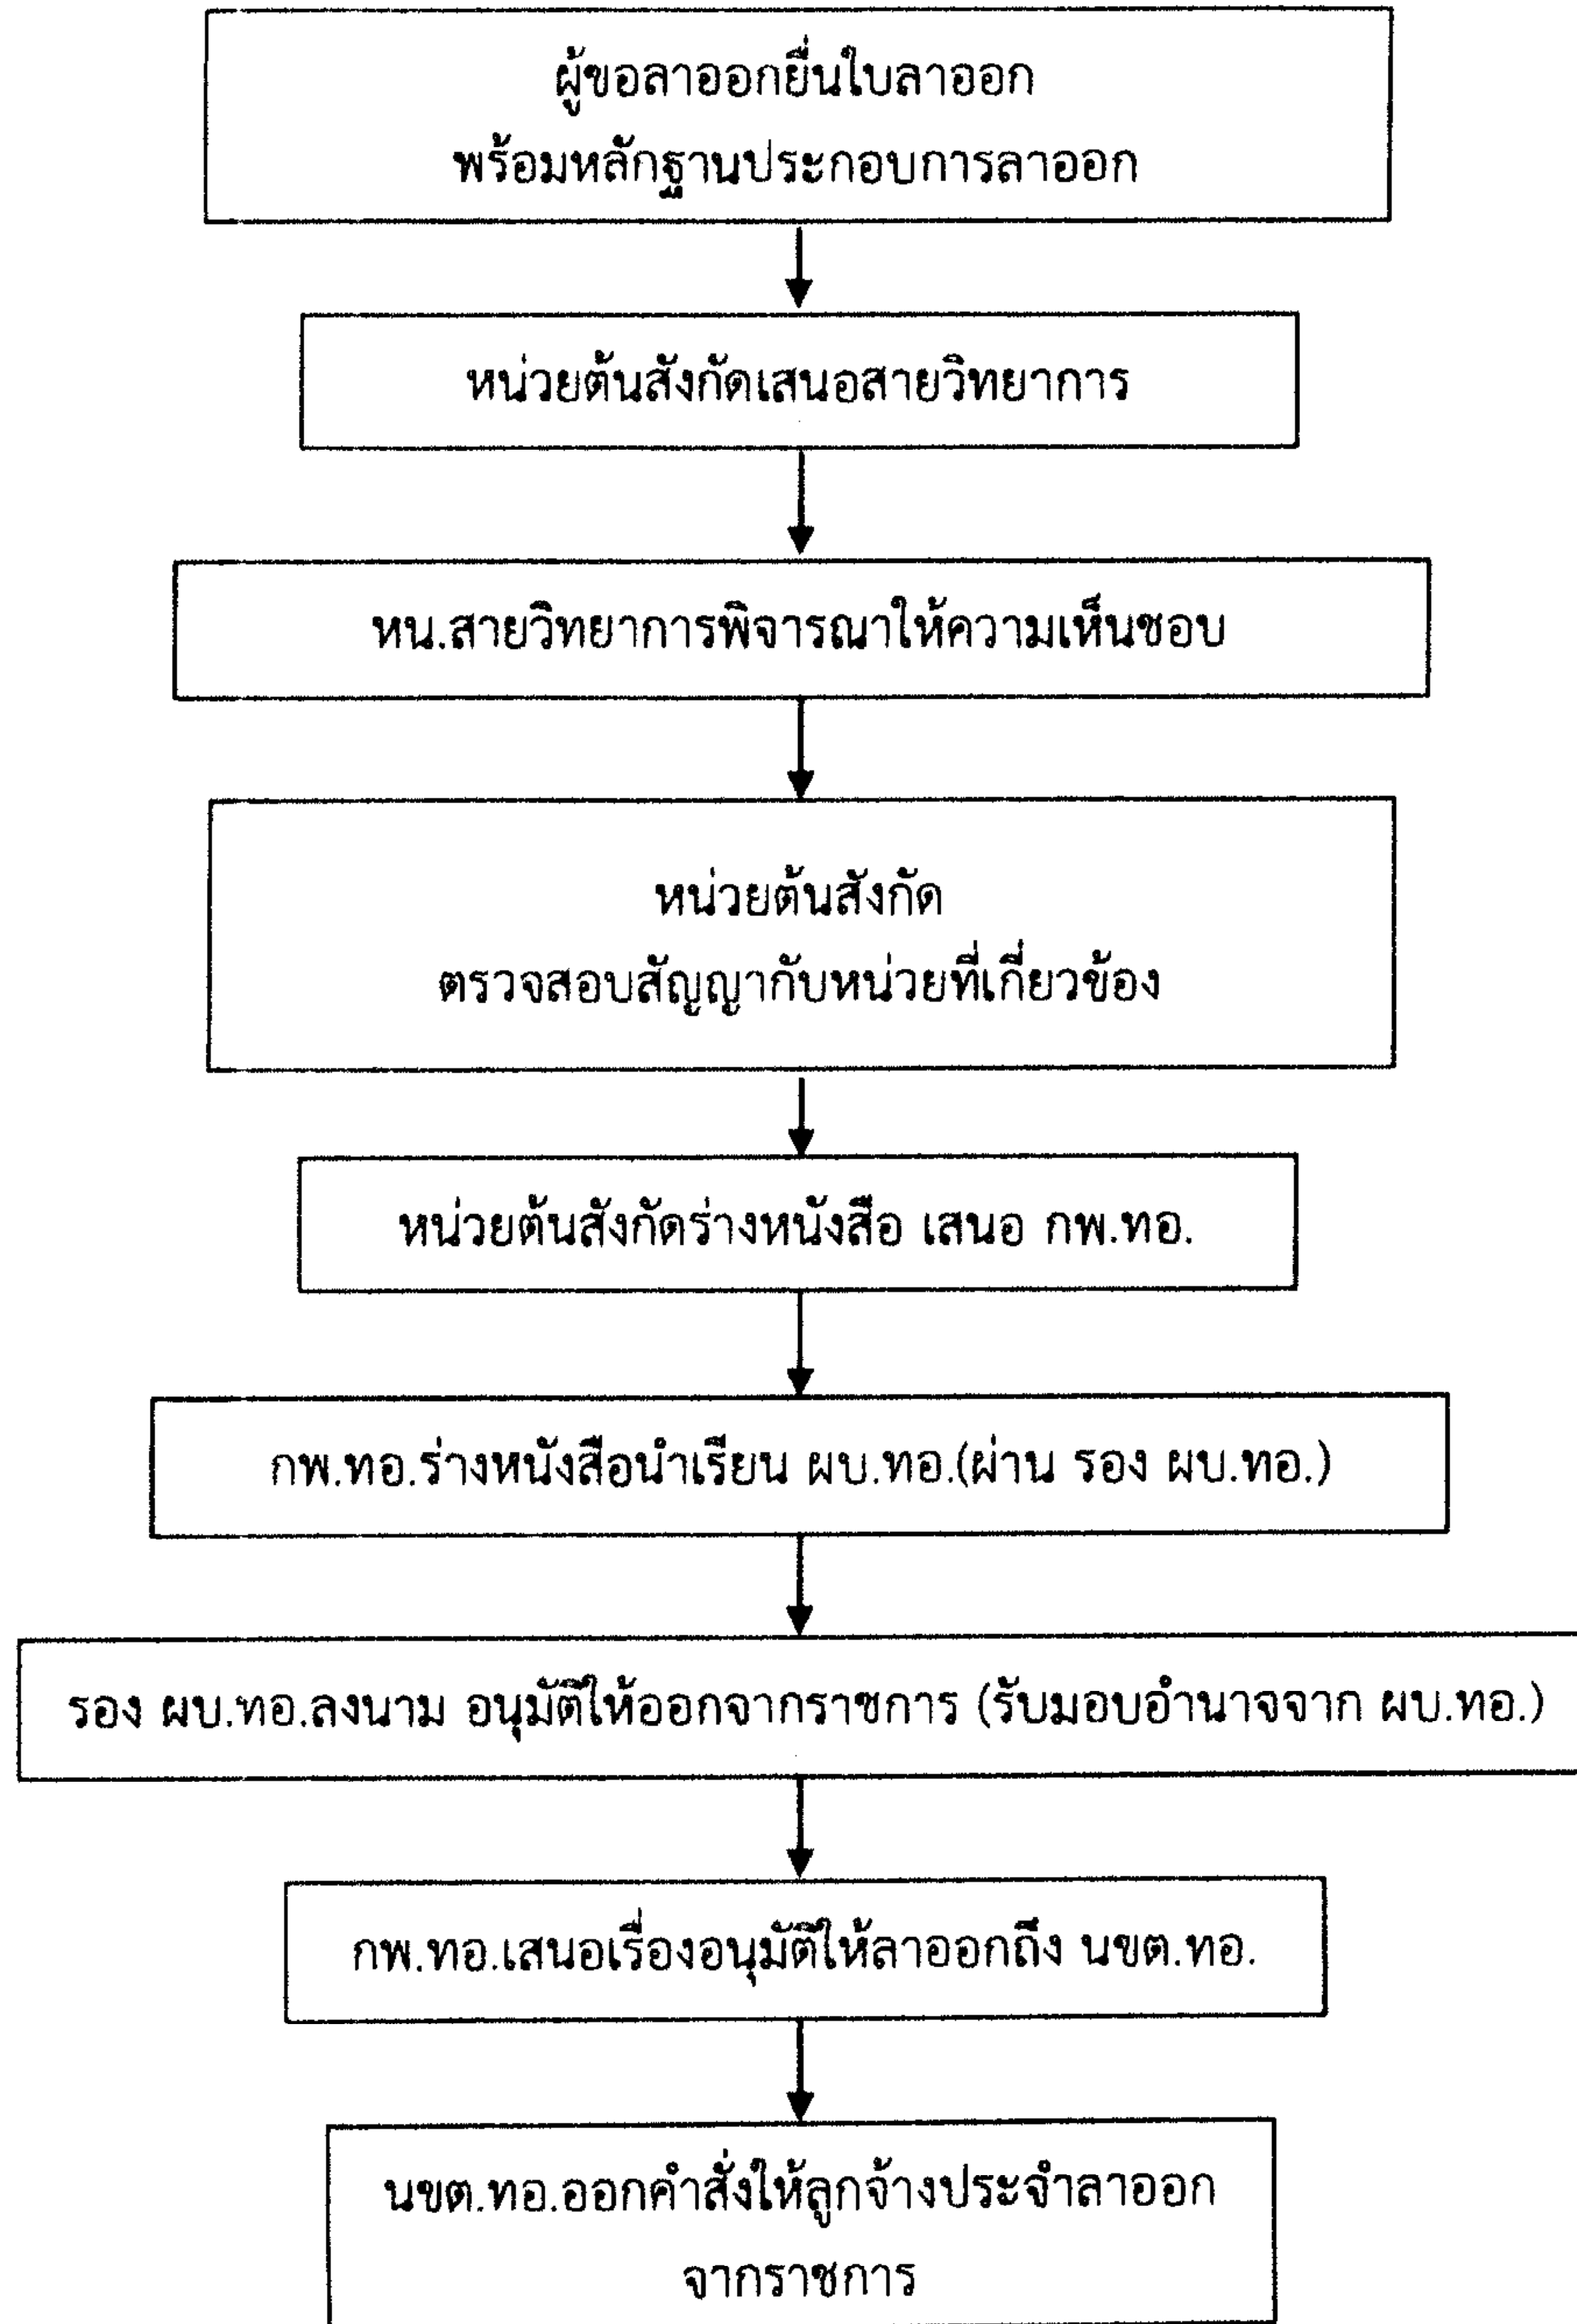 ผู้ขอลาออกยื่นใบลาออก
พร้อมหลักฐานประกอบการลาออก
หน่วยต้นสังกัดเสนอสายวิทยาการ
หน.สายวิทยาการพิจารณาให้ความเห็นชอบ
หน่วยต้นสังกัด
ตรวจสอบสัญญากับหน่วยที่เกี่ยวข้อง
หน่วยต้นสังกัดร่างหนังสือ เสนอ กพ.ทอ.
กพ.ทอ.ร่างหนังสือนำเรียน ผบ.ทอ.(ผ่าน รอง ผบ.ทอ.)
รอง ผบ.ทอ.ลงนาม อนุมัติให้ออกจากราชการ (รับมอบอำนาจจาก ผบ.ทอ.)
กพ.ทอ.เสนอเรื่องอนุมัติให้ลาออกถึง นขต.ทอ.
นขต.ทอ.ออกคำสั่งให้ลูกจ้างประจำลาออก
จากราชการ